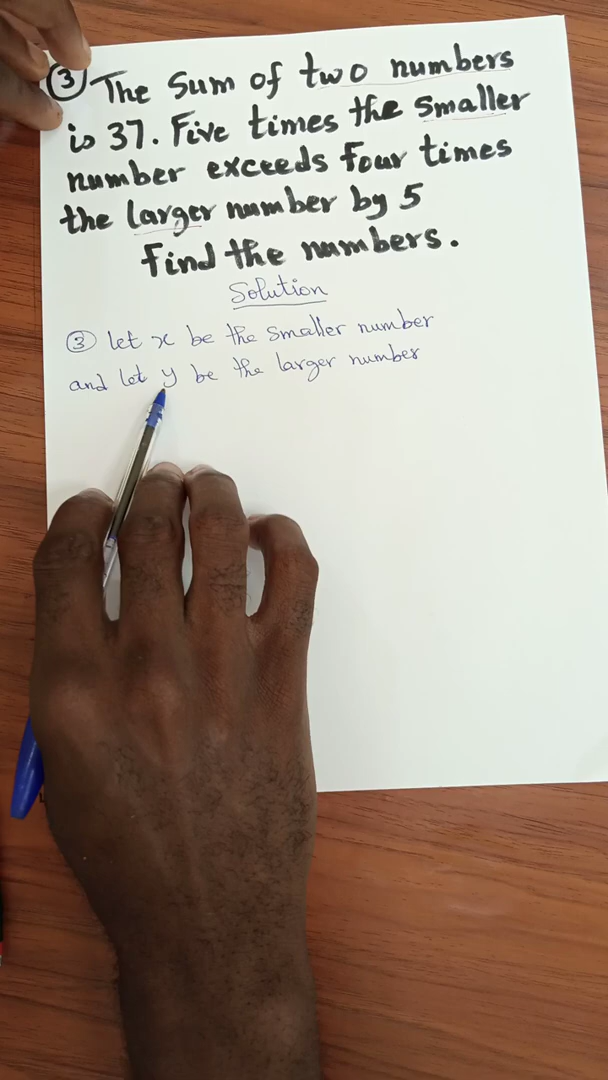 ③ The Sum of two numbers
is 37. Five times the smaller
number exceeds four times
the larger number by 5
Find the numbers.
Solution
③ let x be the smaller number
and let y be the larger number